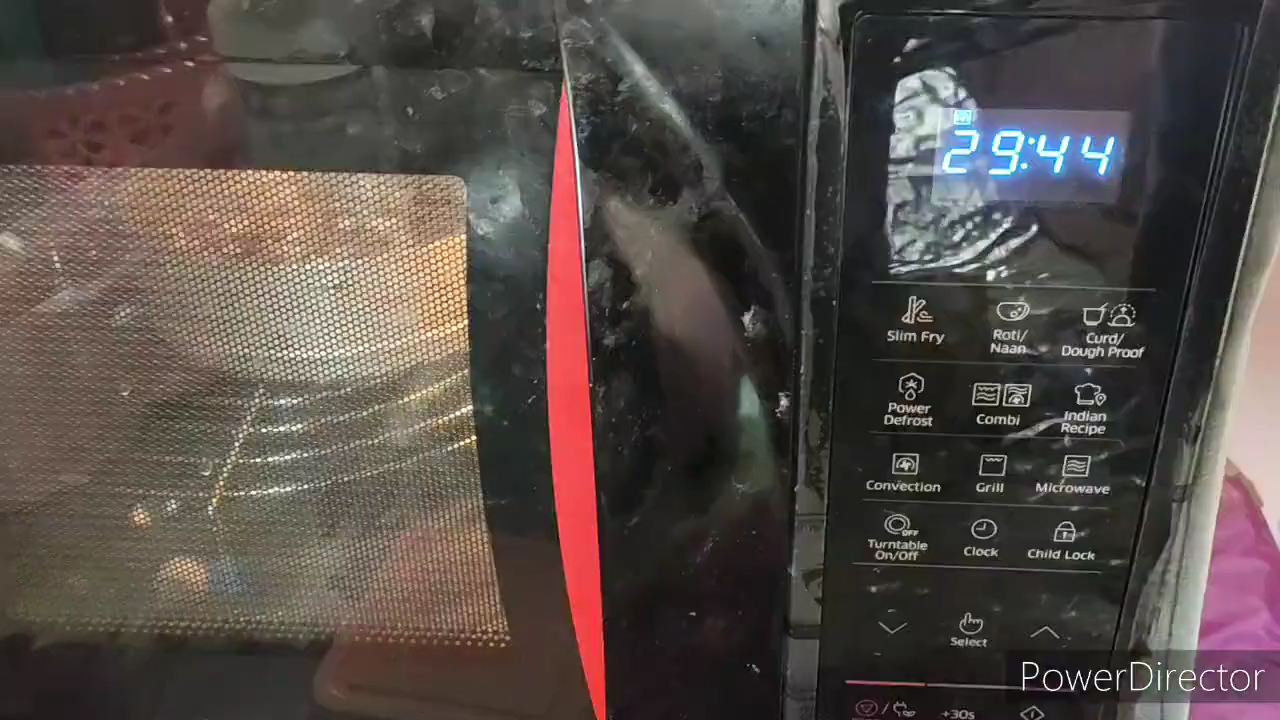 29:44
Slim Fry
Roti/
Naan
Curd/
Dough Proof
Power
Defrost
Combi
Indian
Recipe
Convection
Grill
Microwave
OFF
Turntable
On/Off
Clock
Child Lock
Select
+30s
PowerDirector